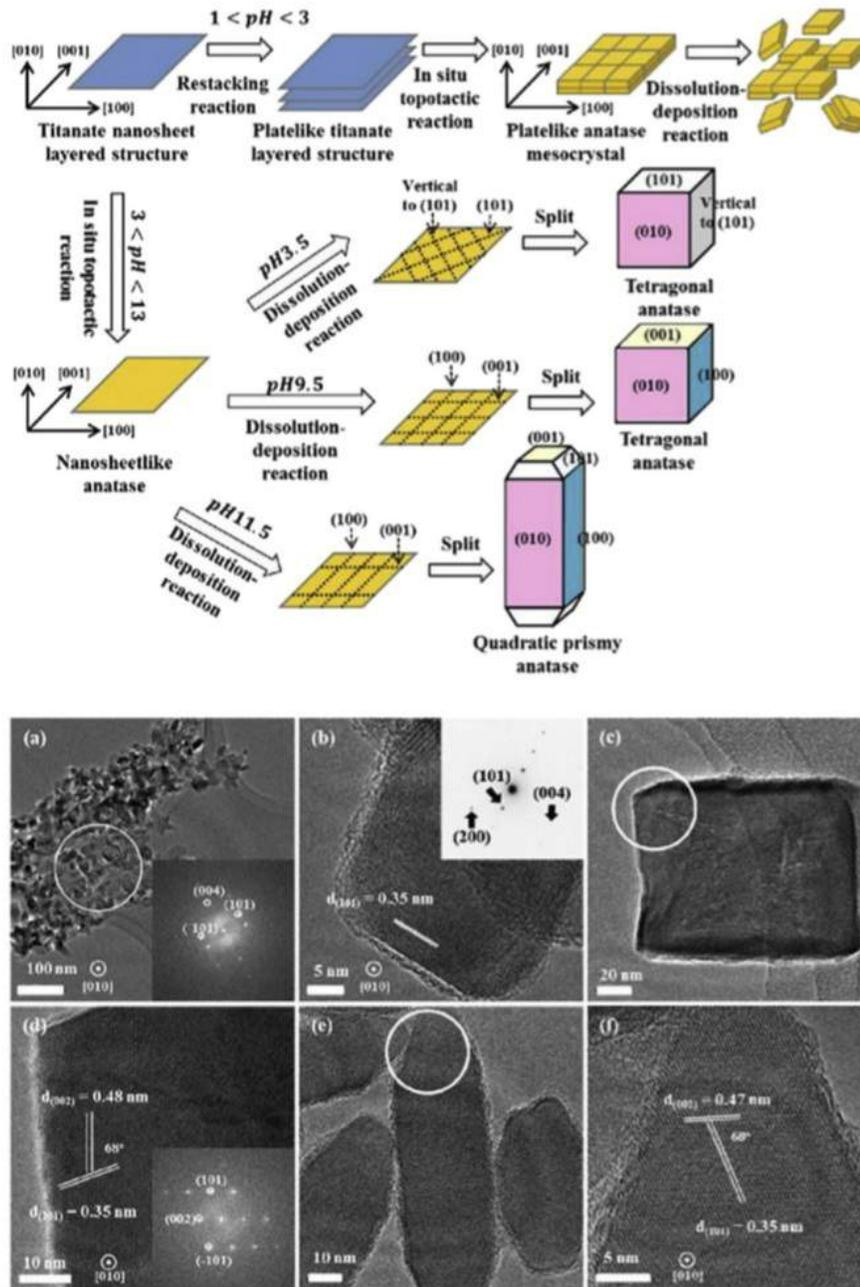 1 < pH < 3
[010]
[001]
[100]
Restacking
reaction
In situ
topotactic
reaction
[010]
[001]
[100]
Dissolution-
deposition
reaction
Titanate nanosheet
layered structure
Platelike titanate
layered structure
Platelike anatase
mesocrystal
In situ topotactic
reaction
3 < pH < 13
pH3.5
Dissolution-
deposition
reaction
Vertical
to (101)
(101)
Split
(101)
(010)
Vertical
to (101)
Tetragonal
anatase
[010]
[001]
[100]
Nanosheetlike
anatase
pH9.5
Dissolution-
deposition
reaction
(100)
(001)
Split
(001)
(010)
(100)
Tetragonal
anatase
pH11.5
Dissolution-
deposition
reaction
(100)
(001)
Split
(001)
(101)
(010)
(100)
Quadratic prismy
anatase
(a)
(004)
(101)
(101)
100 nm
[010]
(b)
(101)
(004)
(200)
d(101) = 0.35 nm
5 nm
[010]
(c)
20 nm
(d)
d(002) = 0.48 nm
68°
d(101) = 0.35 nm
(101)
(002)
(-101)
10 nm
[010]
(e)
10 nm
(f)
d(002) = 0.47 nm
68°
d(101) = 0.35 nm
5 nm
[010]